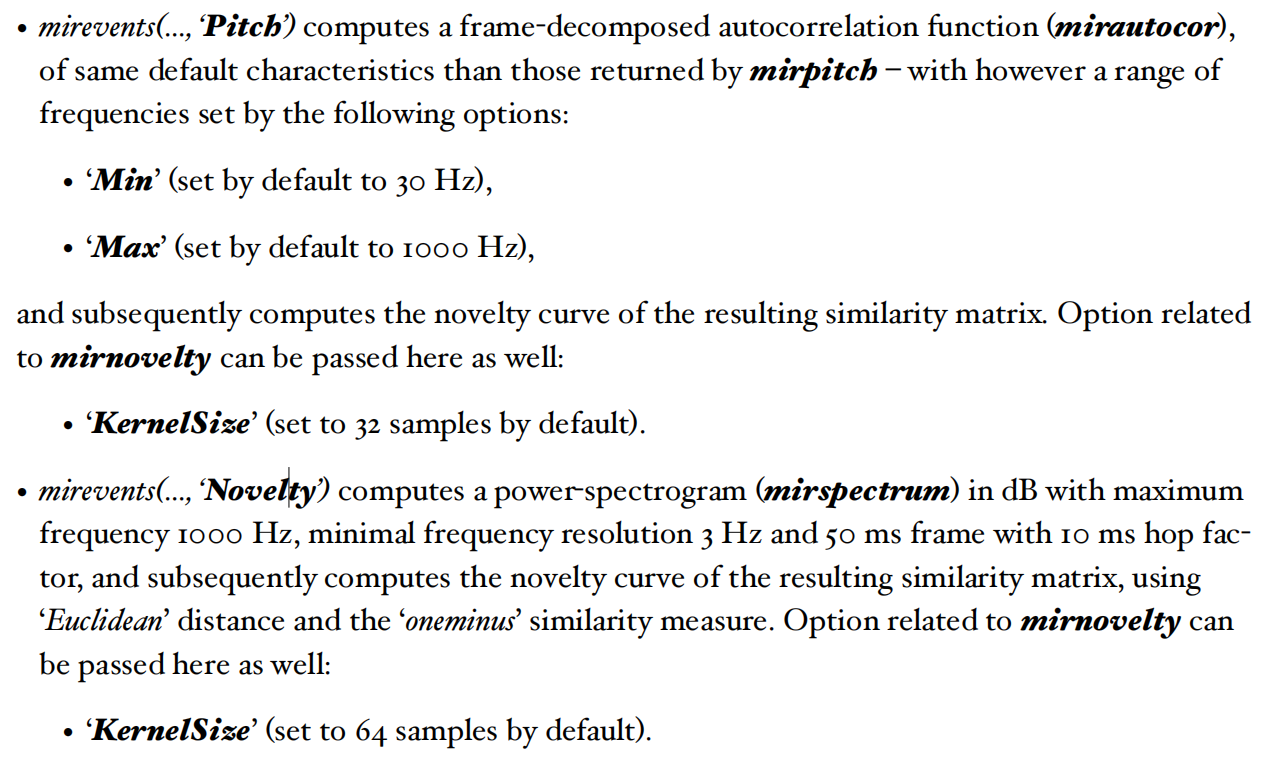 • mirevents(..., ‘Pitch’) computes a frame-decomposed autocorrelation function (mirautocor),
of same default characteristics than those returned by mirpitch – with however a range of
frequencies set by the following options:
• ‘Min’ (set by default to 30 Hz),
• ‘Max’ (set by default to 1000 Hz),
and subsequently computes the novelty curve of the resulting similarity matrix. Option related
to mirnovelty can be passed here as well:
• ‘KernelSize’ (set to 32 samples by default).
• mirevents(..., ‘Novelty’) computes a power-spectrogram (mirspectrum) in dB with maximum
frequency 1000 Hz, minimal frequency resolution 3 Hz and 50 ms frame with 10 ms hop fac-
tor, and subsequently computes the novelty curve of the resulting similarity matrix, using
‘Euclidean’ distance and the ‘oneminus’ similarity measure. Option related to mirnovelty can
be passed here as well:
• ‘KernelSize’ (set to 64 samples by default).